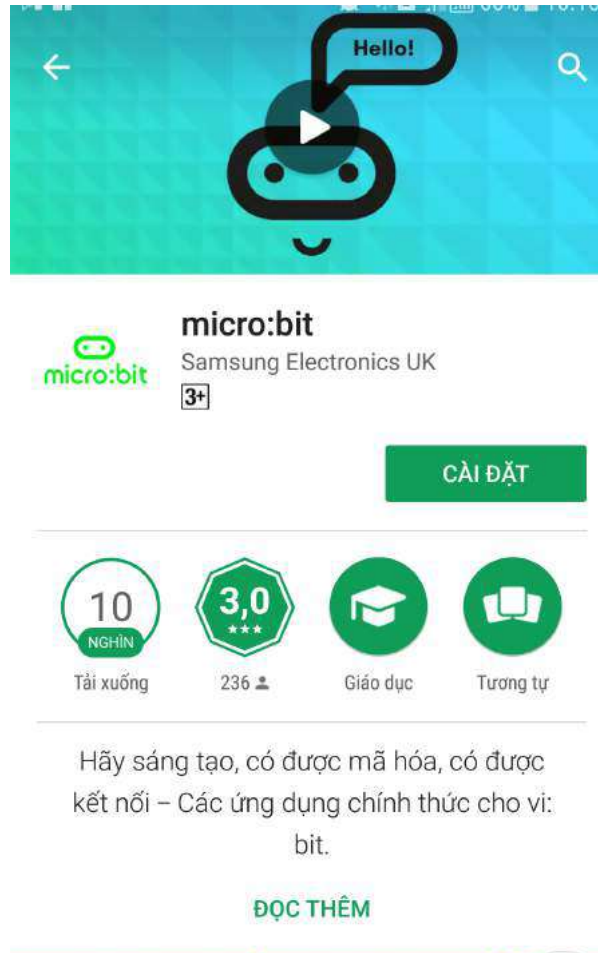 Hello!
micro:bit
micro:bit
Samsung Electronics UK
3+
CÀI ĐẶT
10
NGHÌN
Tải xuống
3,0
236
Giáo dục
Tương tự
Hãy sáng tạo, có được mã hóa, có được
kết nối – Các ứng dụng chính thức cho vi:
bit.
ĐỌC THÊM